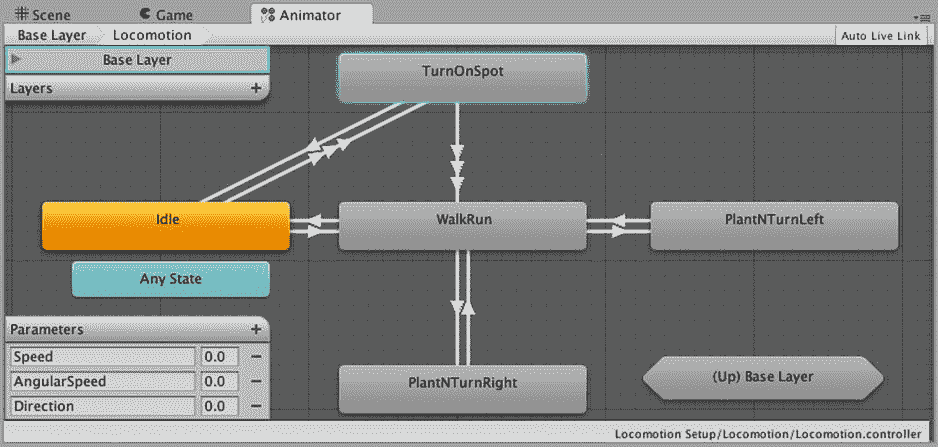 Scene Game Animator
Base Layer Locomotion Auto Live Link
Base Layer
Layers +
TurnOnSpot
Idle WalkRun PlantNTurnLeft
Any State
Parameters +
Speed 0.0 −
AngularSpeed 0.0 −
Direction 0.0 −
PlantNTurnRight
(Up) Base Layer
Locomotion Setup/Locomotion/Locomotion.controller